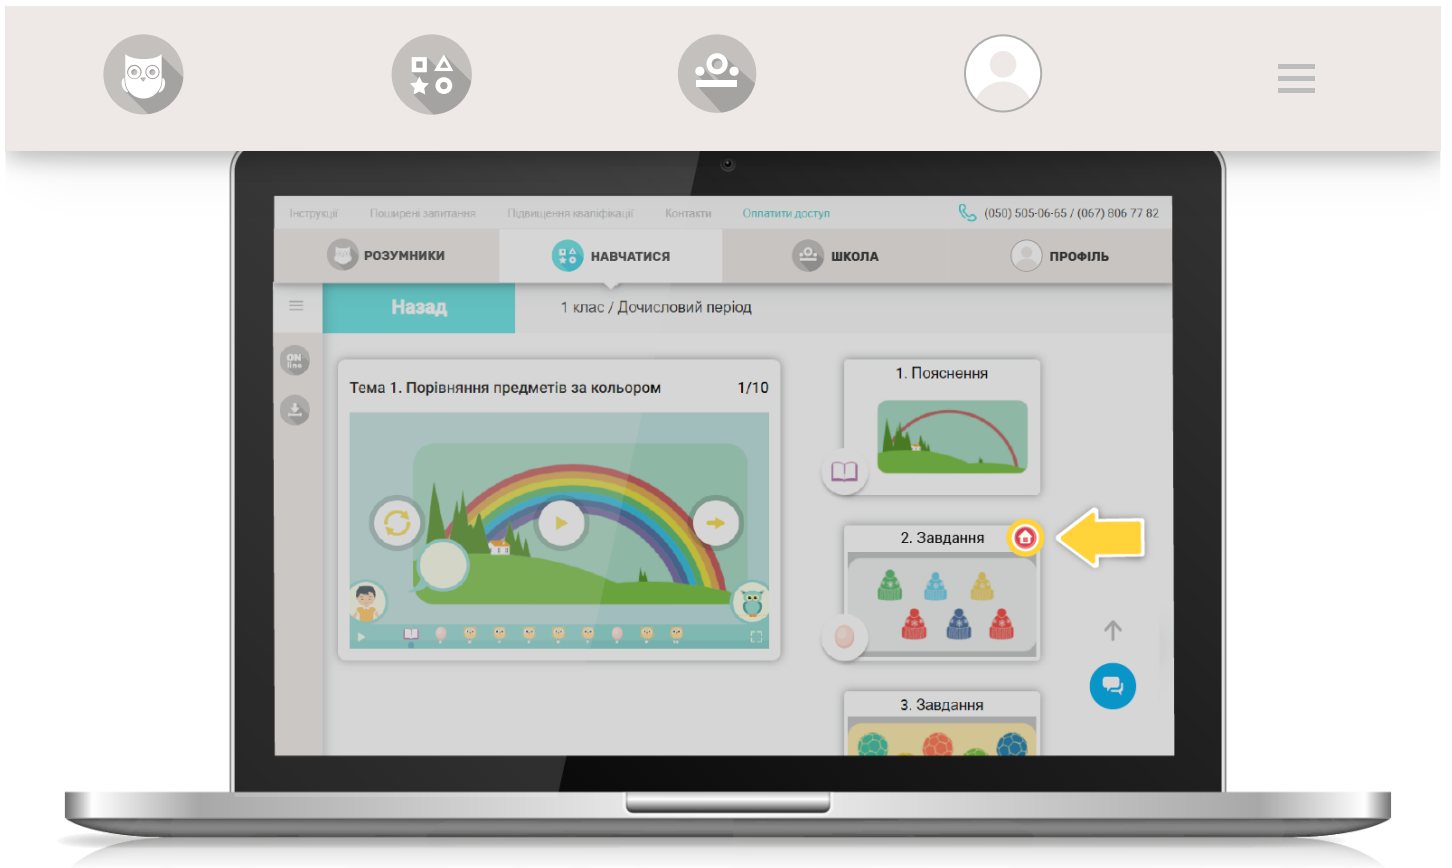 Інструкції Поширені запитання Підвищення кваліфікації Контакти Оплатити доступ (050) 505-06-65 / (067) 806 77 82
РОЗУМНИКИ НАВЧАТИСЯ ШКОЛА ПРОФІЛЬ
Назад 1 клас / Дочисловий період
ON
line
Тема 1. Порівняння предметів за кольором 1/10
1. Пояснення
2. Завдання
3. Завдання